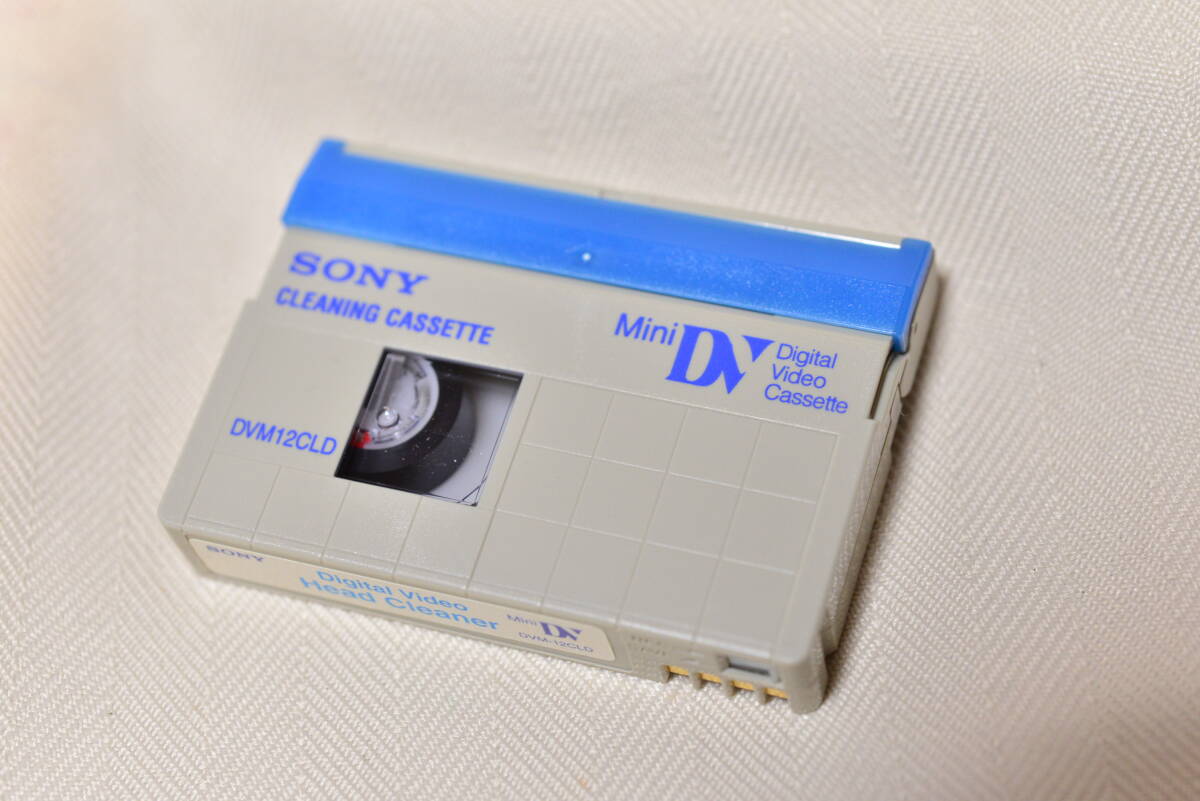 SONY
CLEANING CASSETTE
Mini DV Digital
Video
Cassette
DVM12CLD
SONY
Digital Video
Head Cleaner
Mini DV
DVM-12CLD